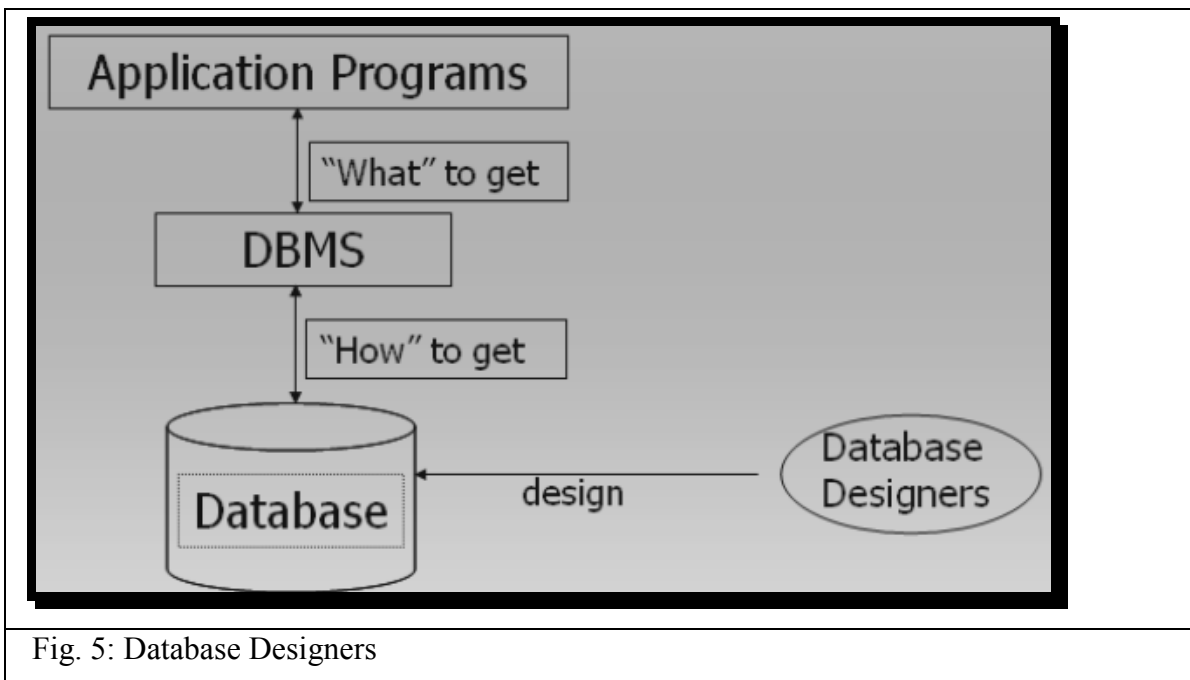 Application Programs
“What” to get
DBMS
“How” to get
Database
design
Database
Designers
Fig. 5: Database Designers